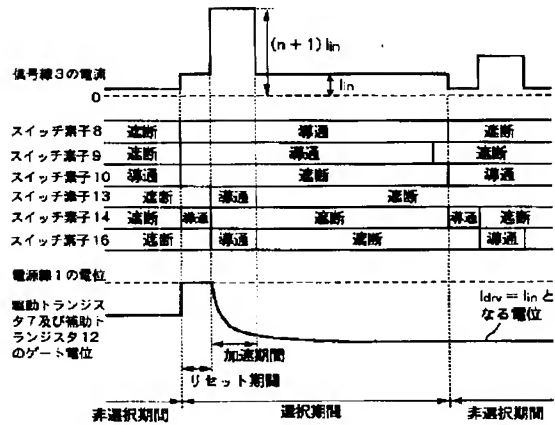 (n+1) Iin
信号線3の電流
Iin
0
スイッチ素子8 遮断 導通 遮断
スイッチ素子9 遮断 導通 遮断
スイッチ素子10 導通 遮断 導通
スイッチ素子13 遮断 導通 遮断
スイッチ素子14 遮断 導通 遮断 導通 遮断
スイッチ素子16 遮断 導通 遮断 導通
電源線1の電位
駆動トランジス
タ7及び補助ト
ランジスタ12
のゲート電位
Idrv = Iin と
なる電位
加速期間
リセット期間
非選択期間 選択期間 非選択期間